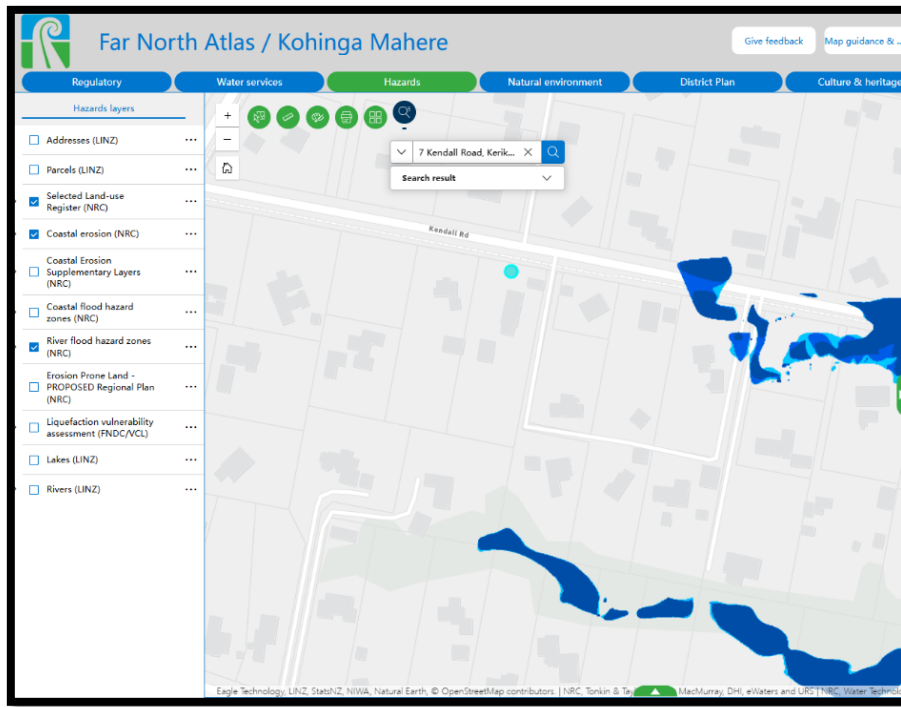 Far North Atlas / Kohinga Mahere
Give feedback
Map guidance & ...
Regulatory
Water services
Hazards
Natural environment
District Plan
Culture & heritage
Hazards layers
Addresses (LINZ)
Parcels (LINZ)
Selected Land-use
Register (NRC)
Coastal erosion (NRC)
Coastal Erosion
Supplementary Layers
(NRC)
Coastal flood hazard
zones (NRC)
River flood hazard zones
(NRC)
Erosion Prone Land -
PROPOSED Regional Plan
(NRC)
Liquefaction vulnerability
assessment (FNDC/VCL)
Lakes (LINZ)
Rivers (LINZ)
7 Kendall Road, Kerik...
Search result
Kendall Rd
Eagle Technology, LINZ, StatsNZ, NIWA, Natural Earth, © OpenStreetMap contributors. | NRC, Tonkin & Tay MacMurray, DHI, eWaters and URS | NRC, Water Technolo